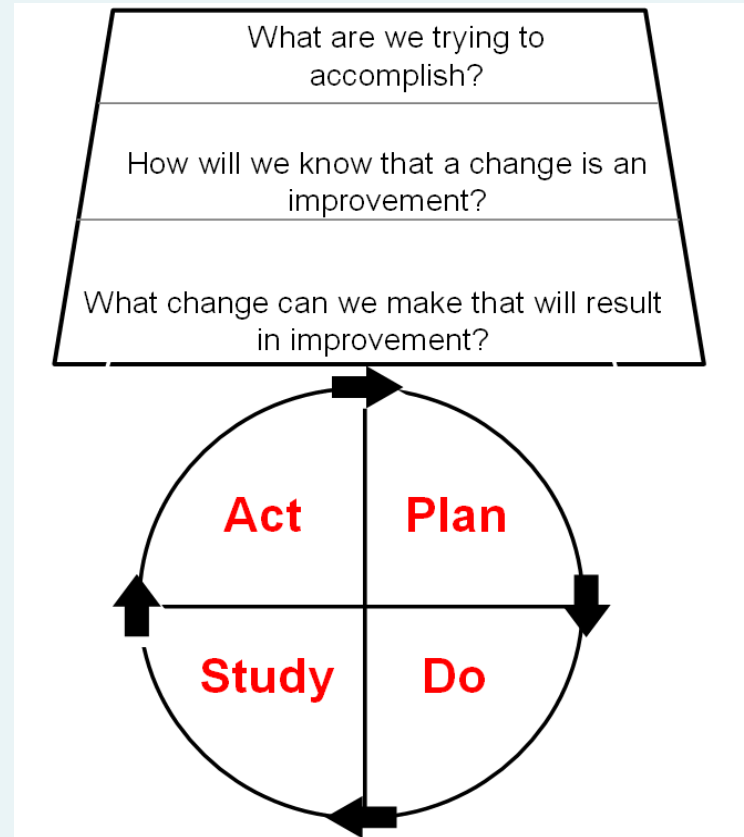 What are we trying to
accomplish?
How will we know that a change is an
improvement?
What change can we make that will result
in improvement?
Act Plan
Study Do